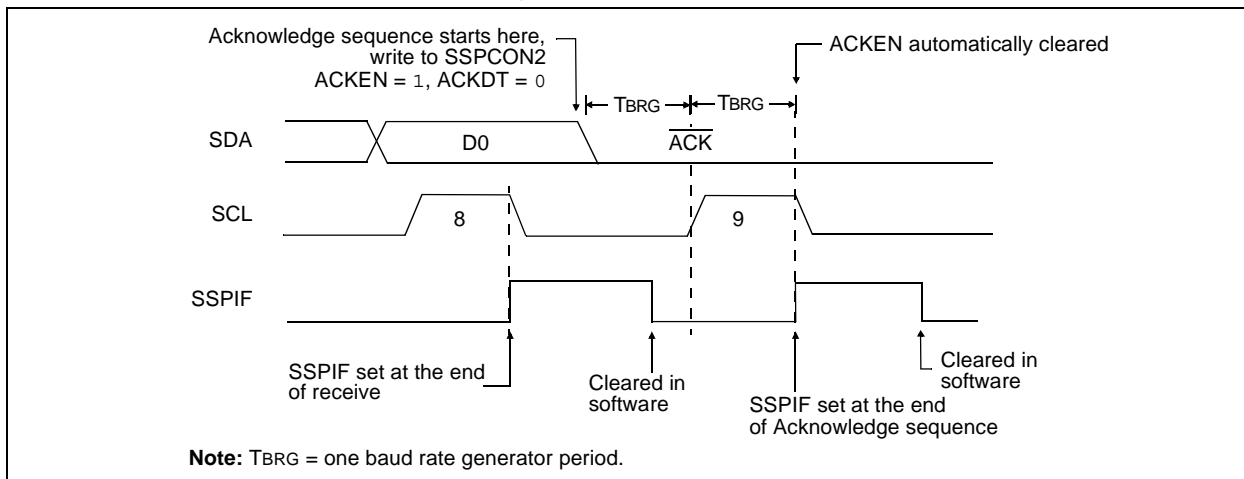 Acknowledge sequence starts here,
write to SSPCON2
ACKEN = 1, ACKDT = 0
ACKEN automatically cleared
TBRG
TBRG
SDA
D0
ACK
SCL
8
9
SSPIF
SSPIF set at the end
of receive
Cleared in
software
SSPIF set at the end
of Acknowledge sequence
Cleared in
software
Note: TBRG = one baud rate generator period.